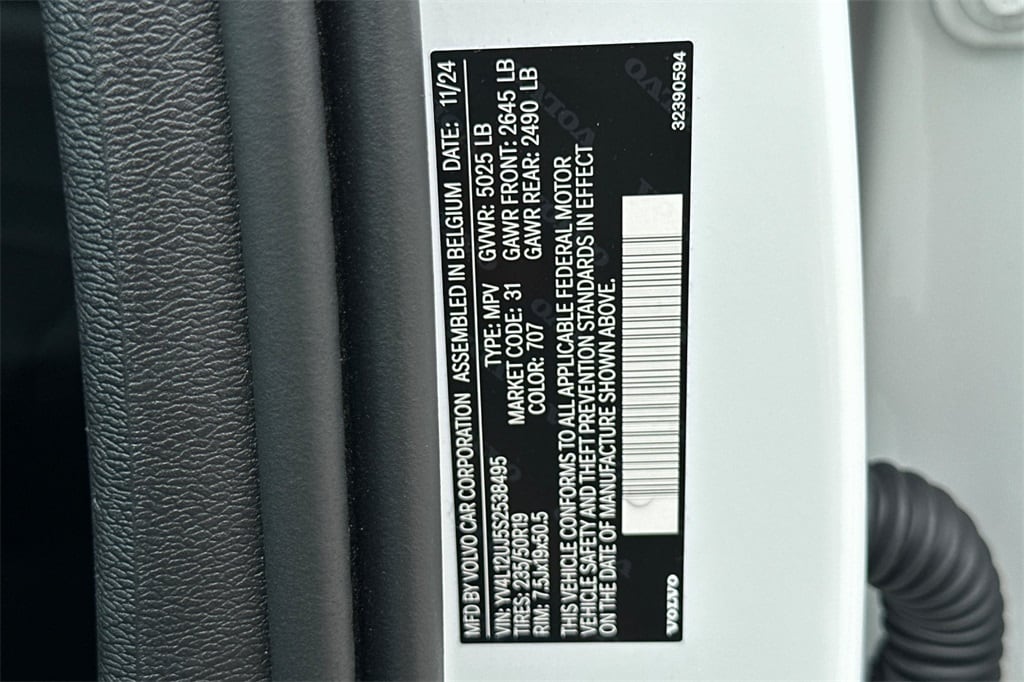 MFD BY VOLVO CAR CORPORATION ASSEMBLED IN BELGIUM DATE: 11/24
VIN: YV4L12UJ5S2538495 TYPE: MPV GVWR: 5025 LB
TIRES: 235/50R19 MARKET CODE: 31 GAWR FRONT: 2645 LB
RIM: 7.5Jx19x50.5 COLOR: 707 GAWR REAR: 2490 LB
THIS VEHICLE CONFORMS TO ALL APPLICABLE FEDERAL MOTOR
VEHICLE SAFETY AND THEFT PREVENTION STANDARDS IN EFFECT
ON THE DATE OF MANUFACTURE SHOWN ABOVE.
VOLVO 32390594